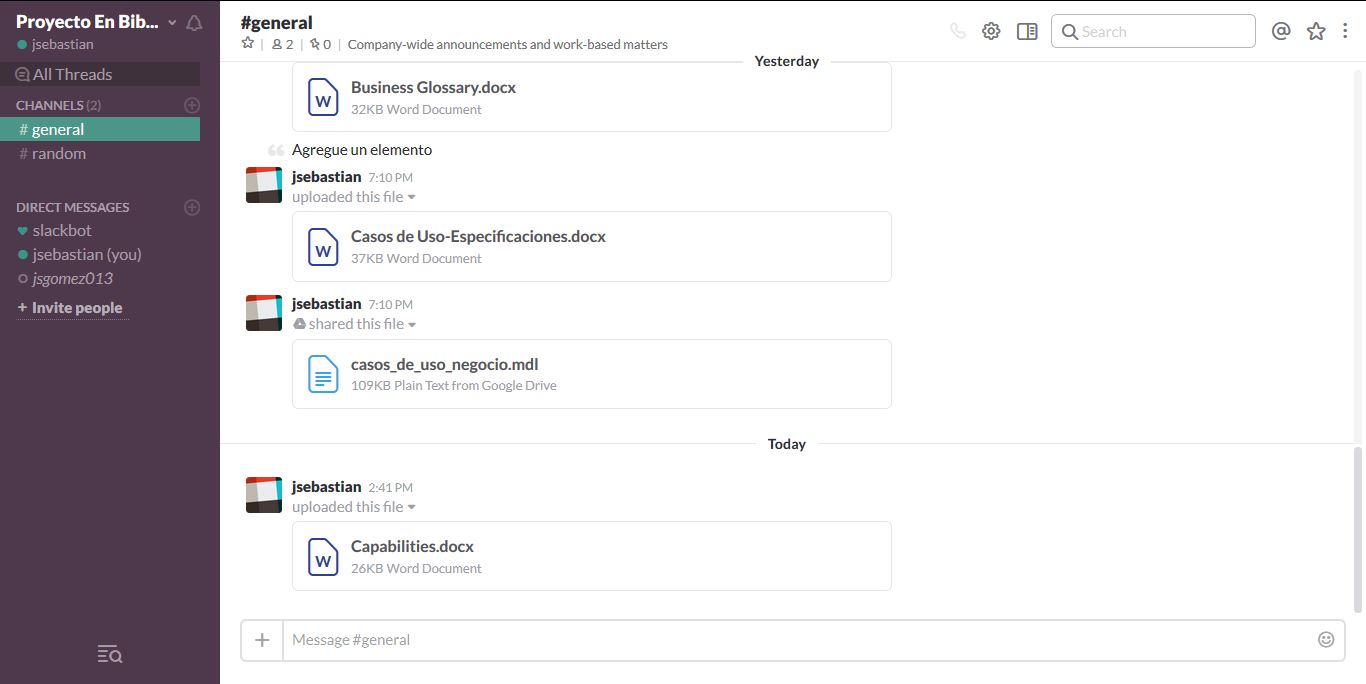 Proyecto En Bib...
jsebastian
All Threads
CHANNELS (2)
# general
# random
DIRECT MESSAGES
slackbot
jsebastian (you)
jsgomez013
+ Invite people
#general
2 | 0 | Company-wide announcements and work-based matters
Search
Yesterday
Business Glossary.docx
32KB Word Document
Agregue un elemento
jsebastian 7:10 PM
uploaded this file
W
Casos de Uso-Especificaciones.docx
37KB Word Document
jsebastian 7:10 PM
shared this file
casos_de_uso_negocio.mdl
109KB Plain Text from Google Drive
Today
jsebastian 2:41 PM
uploaded this file
W
Capabilities.docx
26KB Word Document
Message #general